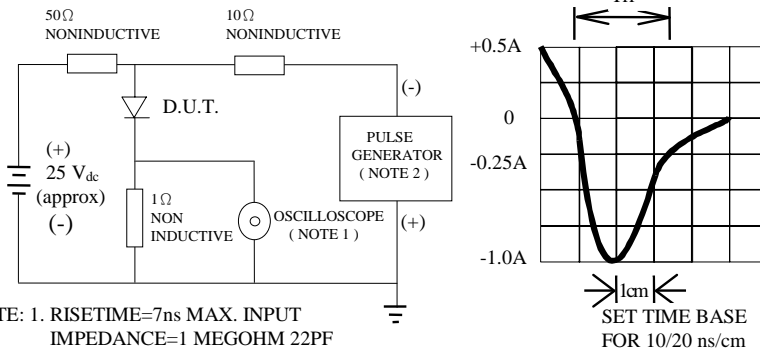 50Ω
NONINDUCTIVE
10Ω
NONINDUCTIVE
D.U.T.
(+)
25 Vdc
(approx)
(-)
1Ω
NON
INDUCTIVE
OSCILLOSCOPE
( NOTE 1 )
(-)
PULSE
GENERATOR
( NOTE 2 )
(+)
TE: 1. RISETIME=7ns MAX. INPUT
IMPEDANCE=1 MEGOHM 22PF
+0.5A
0
-0.25A
-1.0A
1cm
SET TIME BASE
FOR 10/20 ns/cm